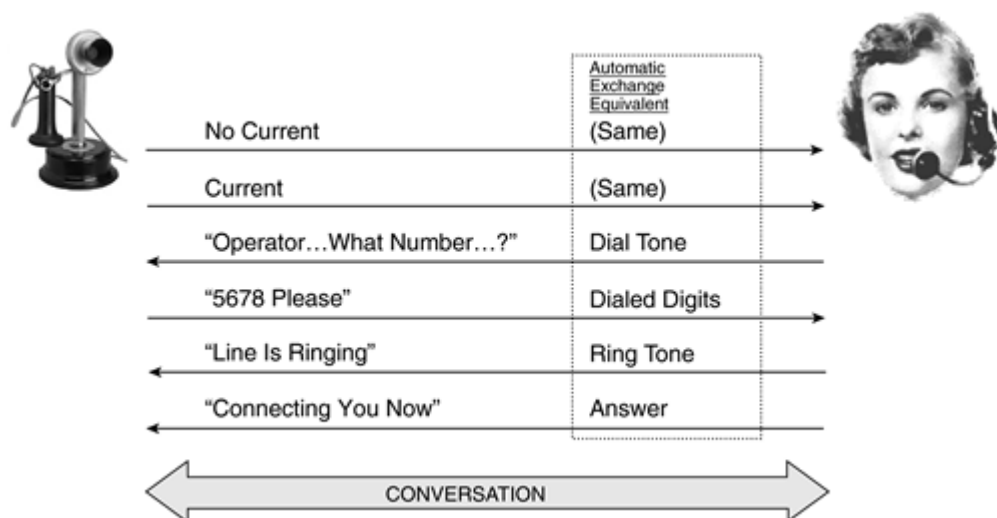 Automatic
Exchange
Equivalent
No Current (Same)
Current (Same)
“Operator…What Number…?” Dial Tone
“5678 Please” Dialed Digits
“Line Is Ringing” Ring Tone
“Connecting You Now” Answer
CONVERSATION